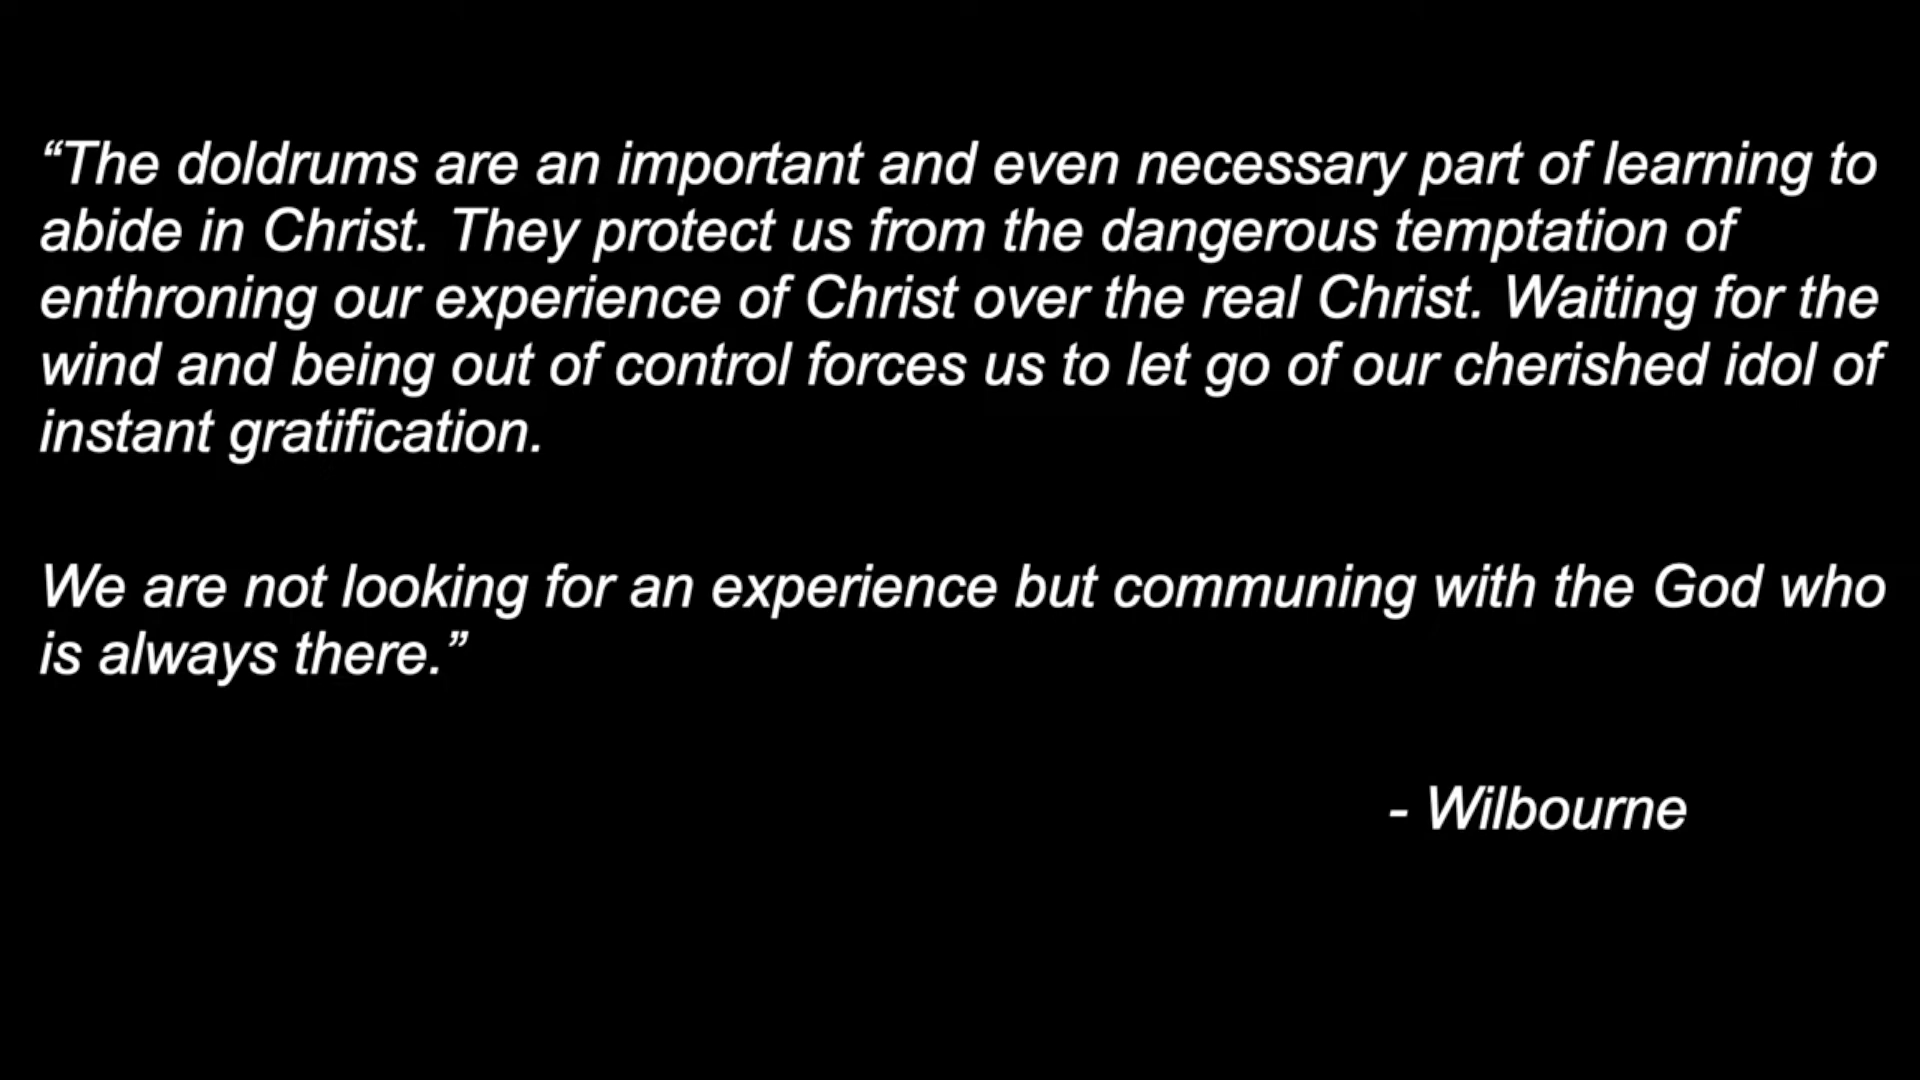 “The doldrums are an important and even necessary part of learning to
abide in Christ. They protect us from the dangerous temptation of
enthroning our experience of Christ over the real Christ. Waiting for the
wind and being out of control forces us to let go of our cherished idol of
instant gratification.
We are not looking for an experience but communing with the God who
is always there.”
- Wilbourne